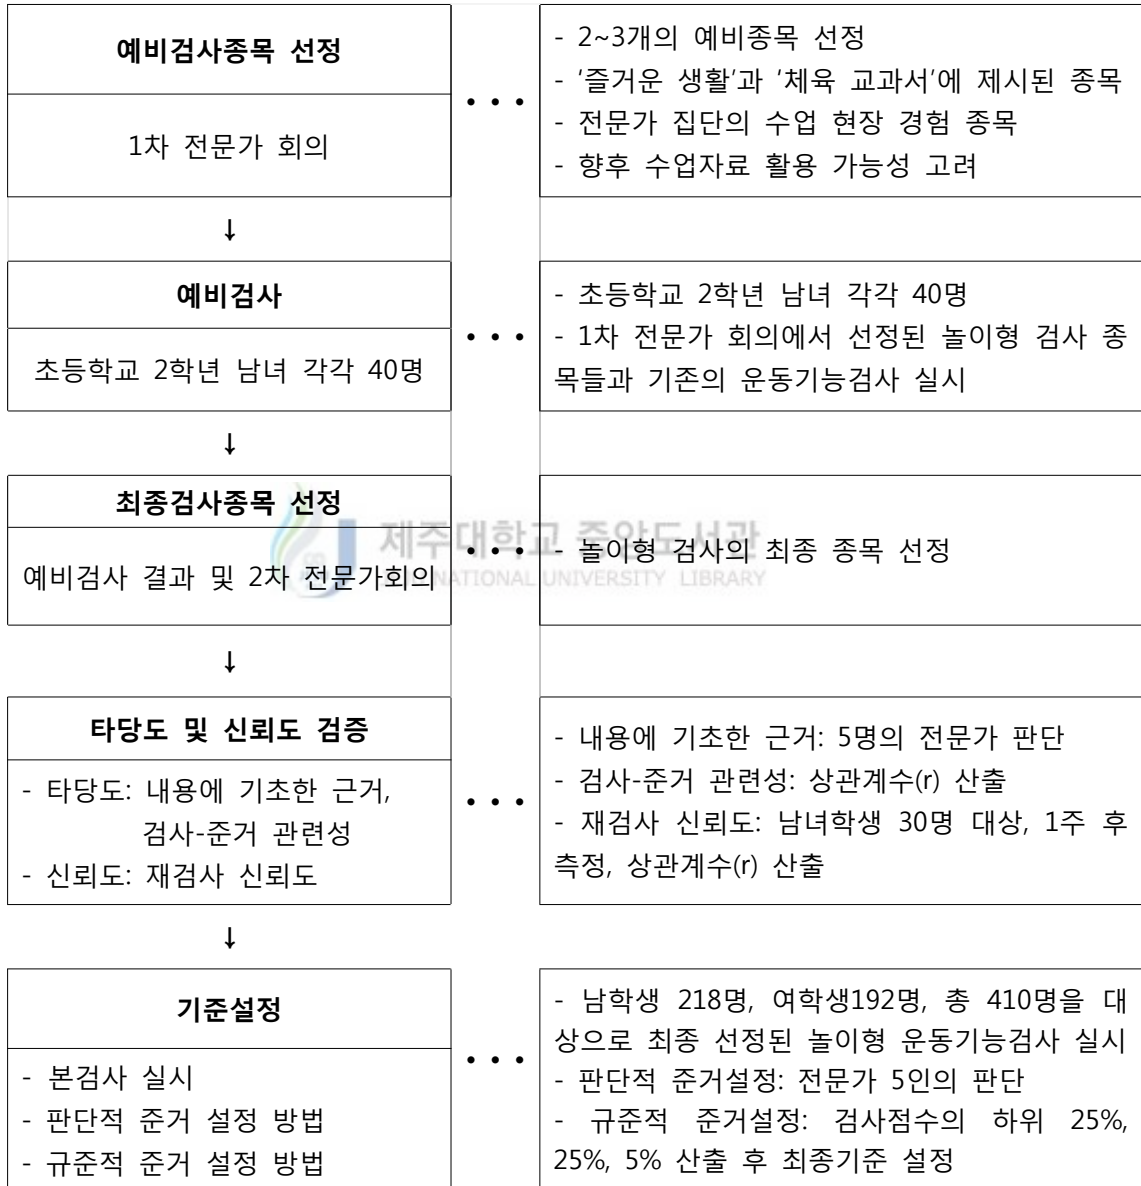 예비검사종목 선정
1차 전문가 회의
• • •
- 2~3개의 예비종목 선정
- '즐거운 생활'과 '체육 교과서'에 제시된 종목
- 전문가 집단의 수업 현장 경험 종목
- 향후 수업자료 활용 가능성 고려
↓
예비검사
초등학교 2학년 남녀 각각 40명
• • •
- 초등학교 2학년 남녀 각각 40명
- 1차 전문가 회의에서 선정된 놀이형 검사 종
목들과 기존의 운동기능검사 실시
↓
최종검사종목 선정
예비검사 결과 및 2차 전문가회의
• • •
- 놀이형 검사의 최종 종목 선정
제주대학교 중앙도서관
NATIONAL UNIVERSITY LIBRARY
↓
타당도 및 신뢰도 검증
- 타당도: 내용에 기초한 근거,
검사-준거 관련성
- 신뢰도: 재검사 신뢰도
• • •
- 내용에 기초한 근거: 5명의 전문가 판단
- 검사-준거 관련성: 상관계수(r) 산출
- 재검사 신뢰도: 남녀학생 30명 대상, 1주 후
측정, 상관계수(r) 산출
↓
기준설정
- 본검사 실시
- 판단적 준거 설정 방법
- 규준적 준거 설정 방법
• • •
- 남학생 218명, 여학생192명, 총 410명을 대
상으로 최종 선정된 놀이형 운동기능검사 실시
- 판단적 준거설정: 전문가 5인의 판단
- 규준적 준거설정: 검사점수의 하위 25%,
25%, 5% 산출 후 최종기준 설정